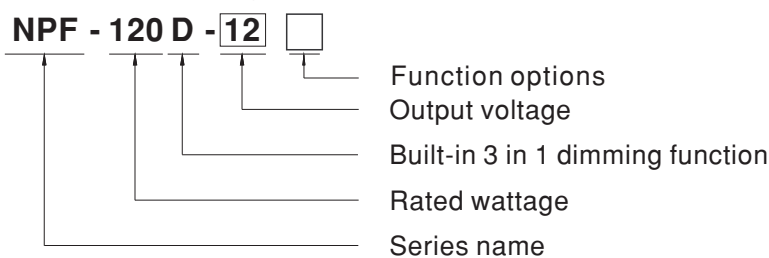 NPF - 120 D - 12
Function options
Output voltage
Built-in 3 in 1 dimming function
Rated wattage
Series name